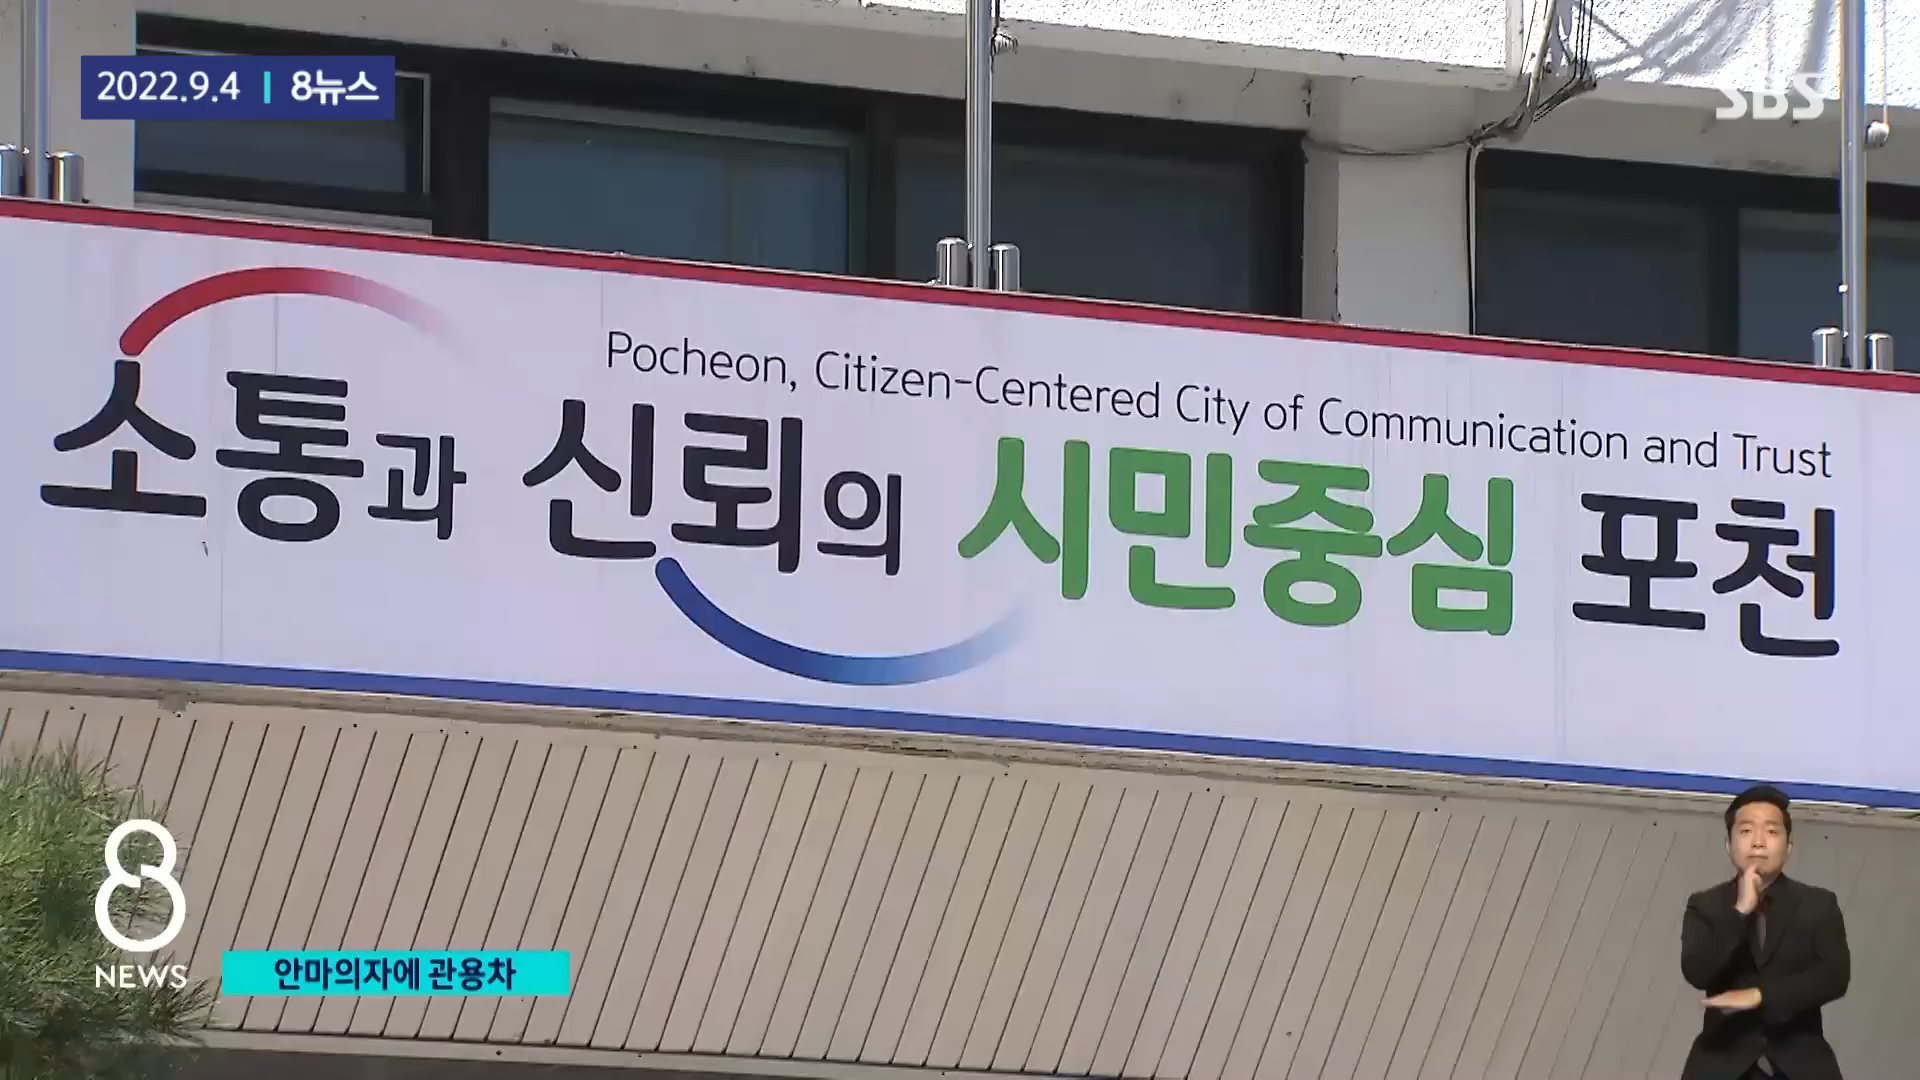 2022.9.4 | 8뉴스
SBS
Pocheon, Citizen-Centered City of Communication and Trust
소통과 신뢰의 시민중심 포천
8
NEWS
안마의자에 관용차